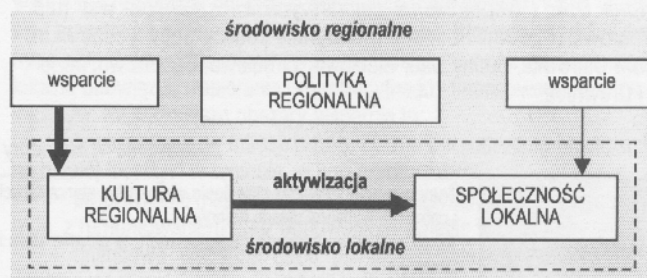 środowisko regionalne
wsparcie
POLITYKA
REGIONALNA
wsparcie
KULTURA
REGIONALNA
aktywizacja
SPOŁECZNOŚĆ
LOKALNA
środowisko lokalne